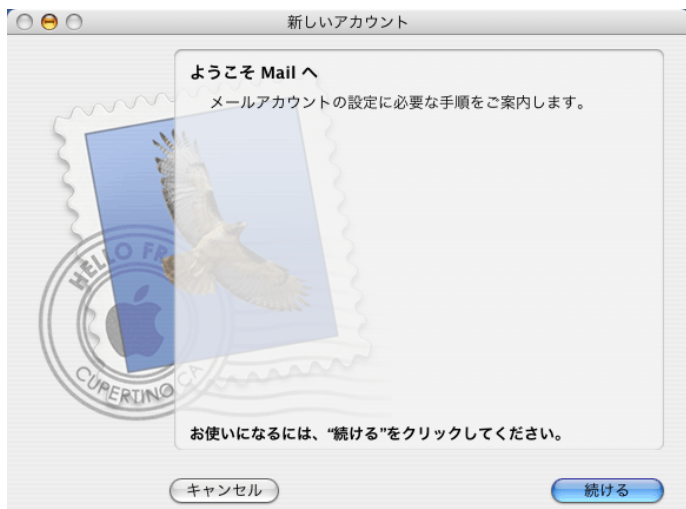 新しいアカウント
ようこそ Mail へ
メールアカウントの設定に必要な手順をご案内します。
HELLO FR
CUPERTINO CA
お使いになるには、“続ける”をクリックしてください。
キャンセル
続ける